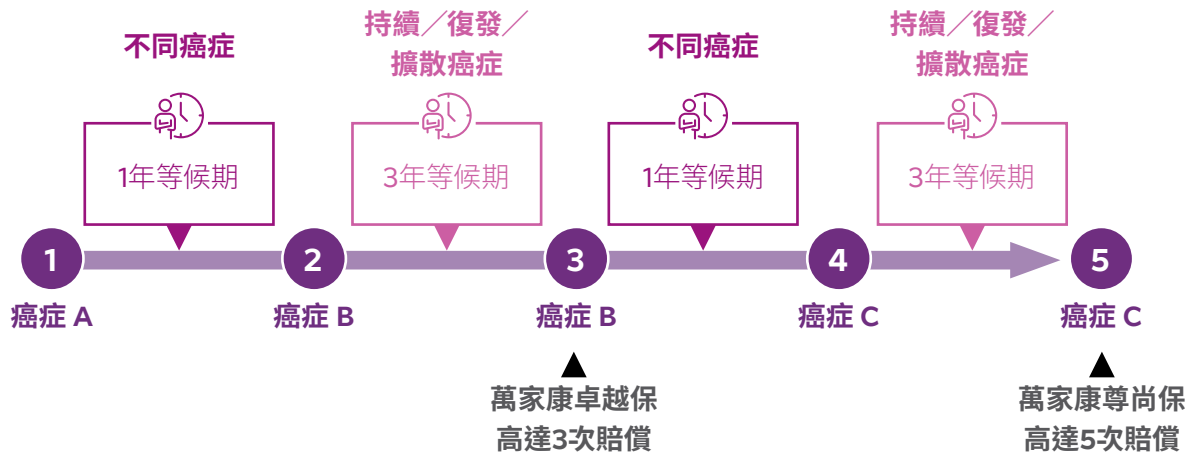 不同癌症
持續／復發／
擴散癌症
不同癌症
持續／復發／
擴散癌症
1年等候期
3年等候期
1年等候期
3年等候期
1
2
3
4
5
癌症 A
癌症 B
癌症 B
癌症 C
癌症 C
萬家康卓越保
高達3次賠償
萬家康尊尚保
高達5次賠償